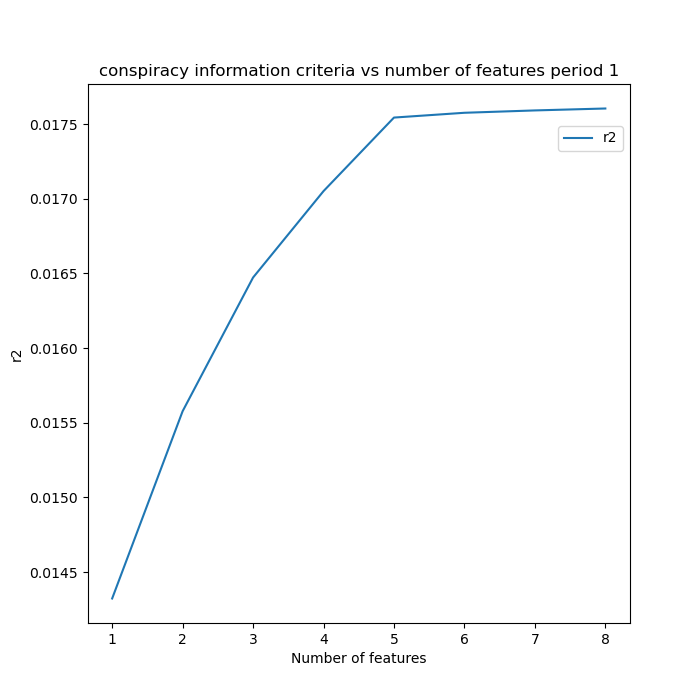 conspiracy information criteria vs number of features period 1
0.0175
0.0170
0.0165
0.0160
0.0155
0.0150
0.0145
r2
r2
1 2 3 4 5 6 7 8
Number of features